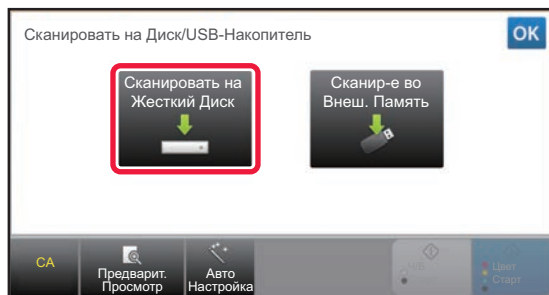 Сканировать на Диск/USB-Накопитель
OK
Сканировать на
Жесткий Диск
Сканир-е во
Внеш. Память
CA
Предварит.
Просмотр
Авто
Настройка
Ч/Б
Цвет
Старт